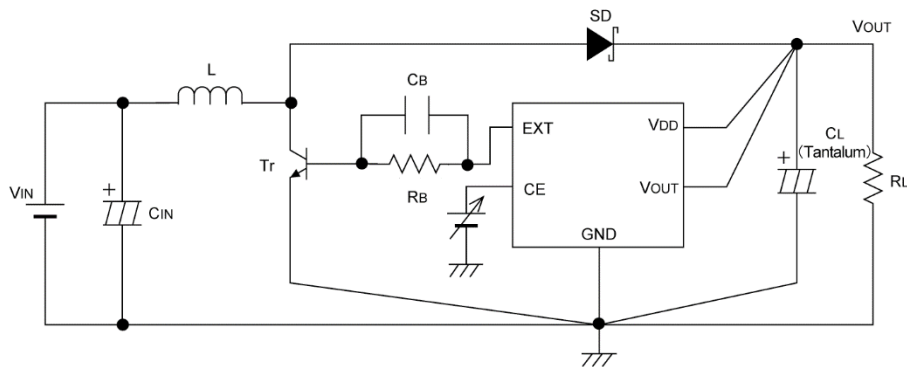 SD
VOUT
L
CB
EXT
VDD
CL
(Tantalum)
+
Tr
RB
CE
VOUT
RL
VIN
+
CIN
GND